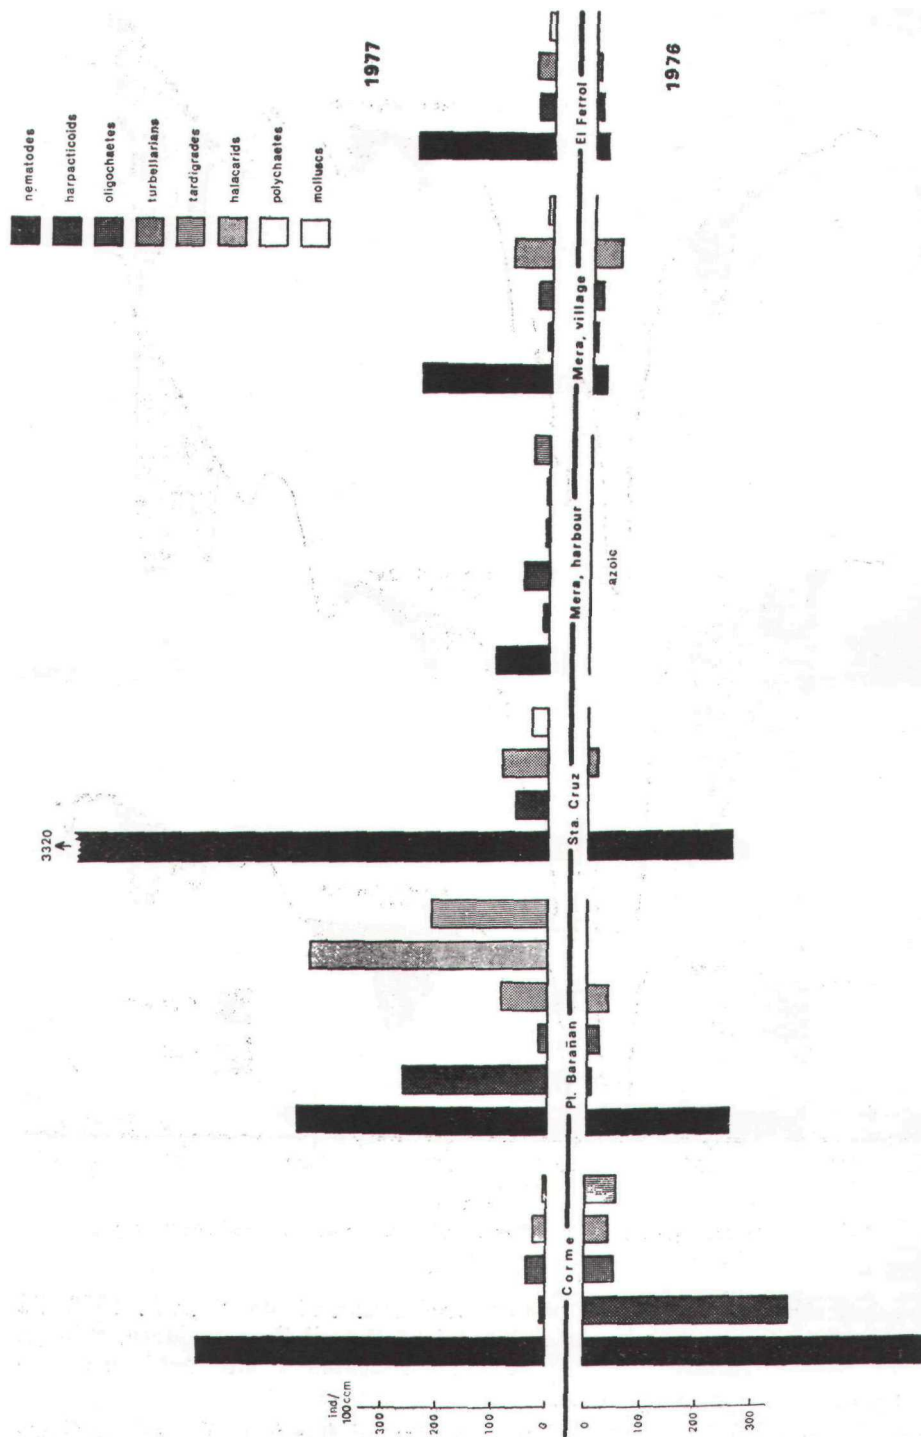 1977
1976
nematodes
harpacticoids
oligochaetes
turbellarians
tardigrades
halacarids
polychaetes
molluscs
3320
ind/
100ccm
300
200
100
0
0
100
200
300
Corme
Pt. Barañan
Sta. Cruz
Mera, harbour
azoic
Mera, village
El Ferrol